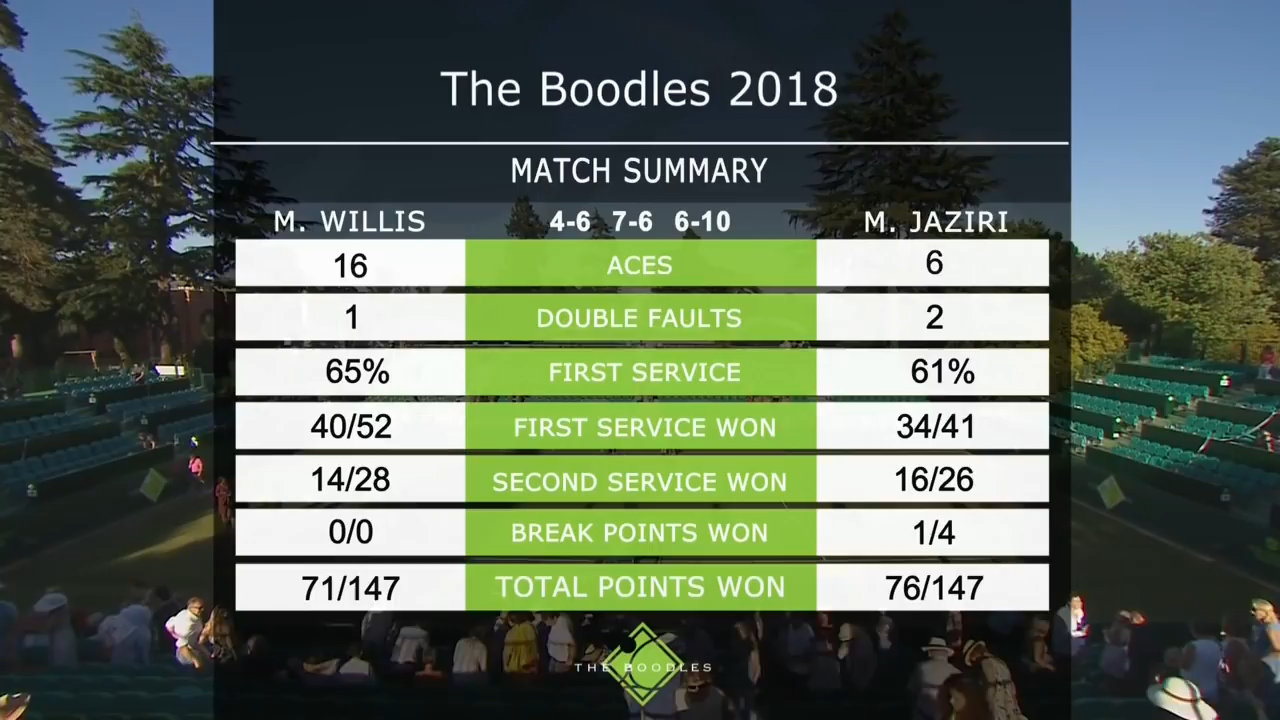 The Boodles 2018
MATCH SUMMARY
M. WILLIS 4-6 7-6 6-10 M. JAZIRI
16 ACES 6
1 DOUBLE FAULTS 2
65% FIRST SERVICE 61%
40/52 FIRST SERVICE WON 34/41
14/28 SECOND SERVICE WON 16/26
0/0 BREAK POINTS WON 1/4
71/147 TOTAL POINTS WON 76/147
THE BOODLES